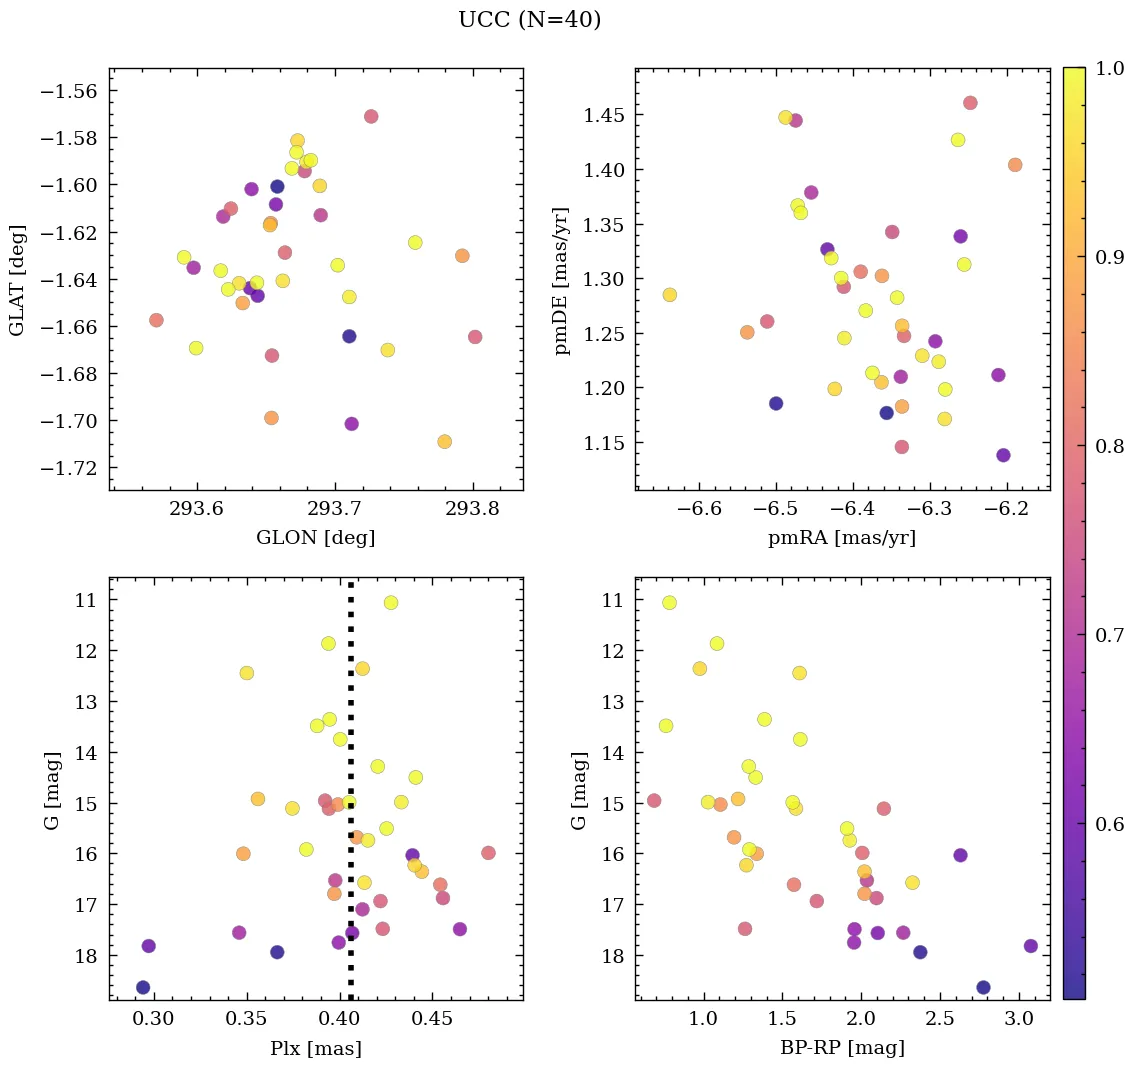 UCC (N=40)
−1.56
−1.58
−1.60
−1.62
−1.64
−1.66
−1.68
−1.70
−1.72
GLAT [deg]
293.6 293.7 293.8
GLON [deg]
1.45
1.40
1.35
1.30
1.25
1.20
1.15
pmDE [mas/yr]
−6.6 −6.5 −6.4 −6.3 −6.2
pmRA [mas/yr]
11
12
13
14
15
16
17
18
G [mag]
0.30 0.35 0.40 0.45
Plx [mas]
11
12
13
14
15
16
17
18
G [mag]
1.0 1.5 2.0 2.5 3.0
BP-RP [mag]
1.0
0.9
0.8
0.7
0.6